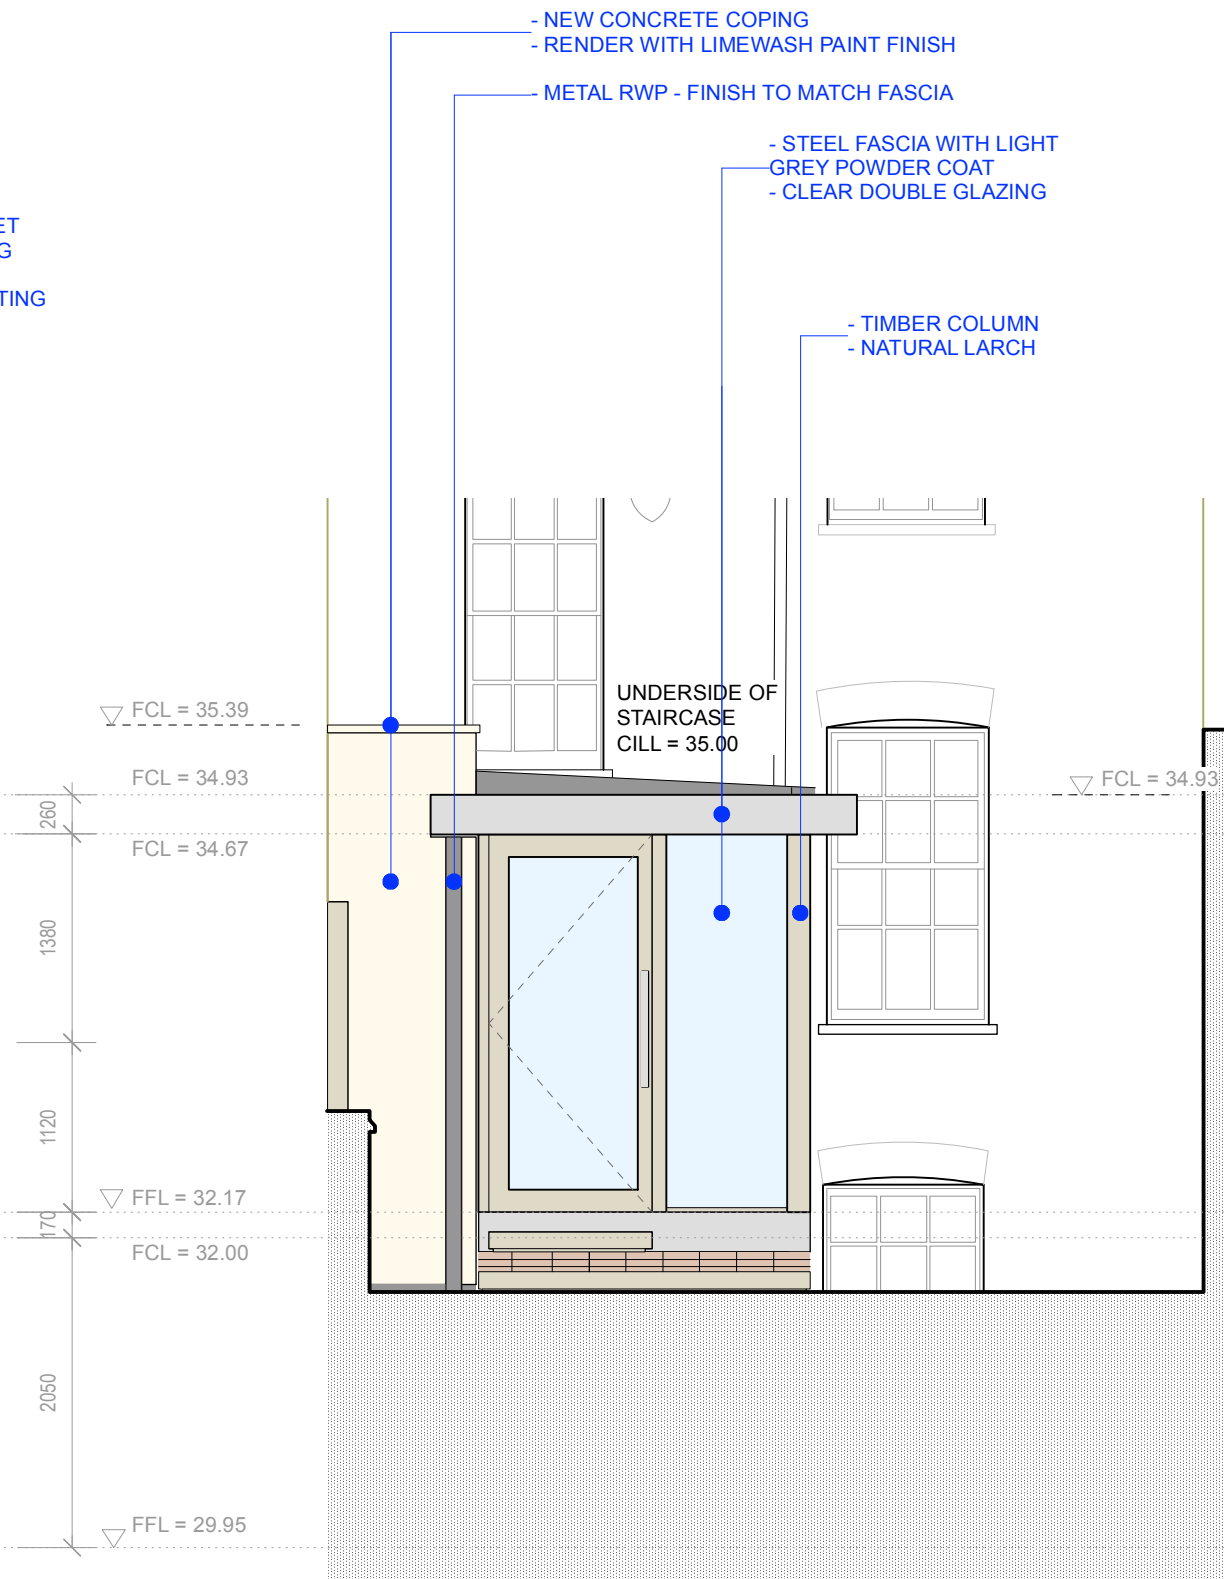 - NEW CONCRETE COPING
- RENDER WITH LIMEWASH PAINT FINISH
- METAL RWP - FINISH TO MATCH FASCIA
- STEEL FASCIA WITH LIGHT
GREY POWDER COAT
- CLEAR DOUBLE GLAZING
ET
G
TING
- TIMBER COLUMN
- NATURAL LARCH
UNDERSIDE OF
STAIRCASE
CILL = 35.00
FCL = 35.39
FCL = 34.93
FCL = 34.93
260
FCL = 34.67
1380
1120
FFL = 32.17
170
FCL = 32.00
2050
FFL = 29.95